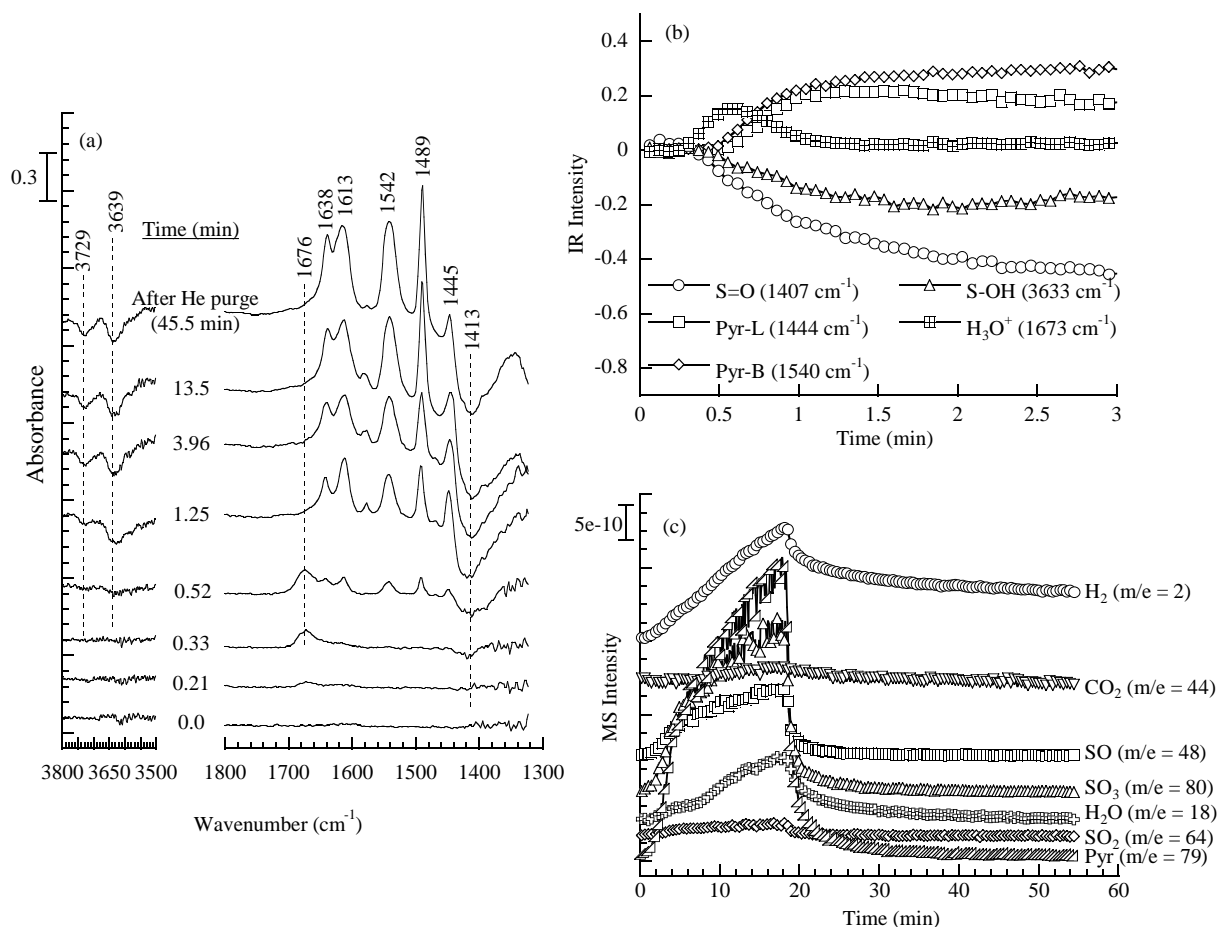 (a)
0.3
3729
3639
1676
1638
1613
1542
1489
1445
1413
Time (min)
After He purge
(45.5 min)
13.5
3.96
1.25
0.52
0.33
0.21
0.0
Absorbance
3800 3650 3500
1800 1700 1600 1500 1400 1300
Wavenumber (cm⁻¹)
(b)
0.4
0.2
0
-0.2
-0.4
-0.6
-0.8
IR Intensity
S=O (1407 cm⁻¹)
S-OH (3633 cm⁻¹)
Pyr-L (1444 cm⁻¹)
H₃O⁺ (1673 cm⁻¹)
Pyr-B (1540 cm⁻¹)
0 0.5 1 1.5 2 2.5 3
Time (min)
(c)
5e-10
MS Intensity
H₂ (m/e = 2)
CO₂ (m/e = 44)
SO (m/e = 48)
SO₃ (m/e = 80)
H₂O (m/e = 18)
SO₂ (m/e = 64)
Pyr (m/e = 79)
0 10 20 30 40 50 60
Time (min)